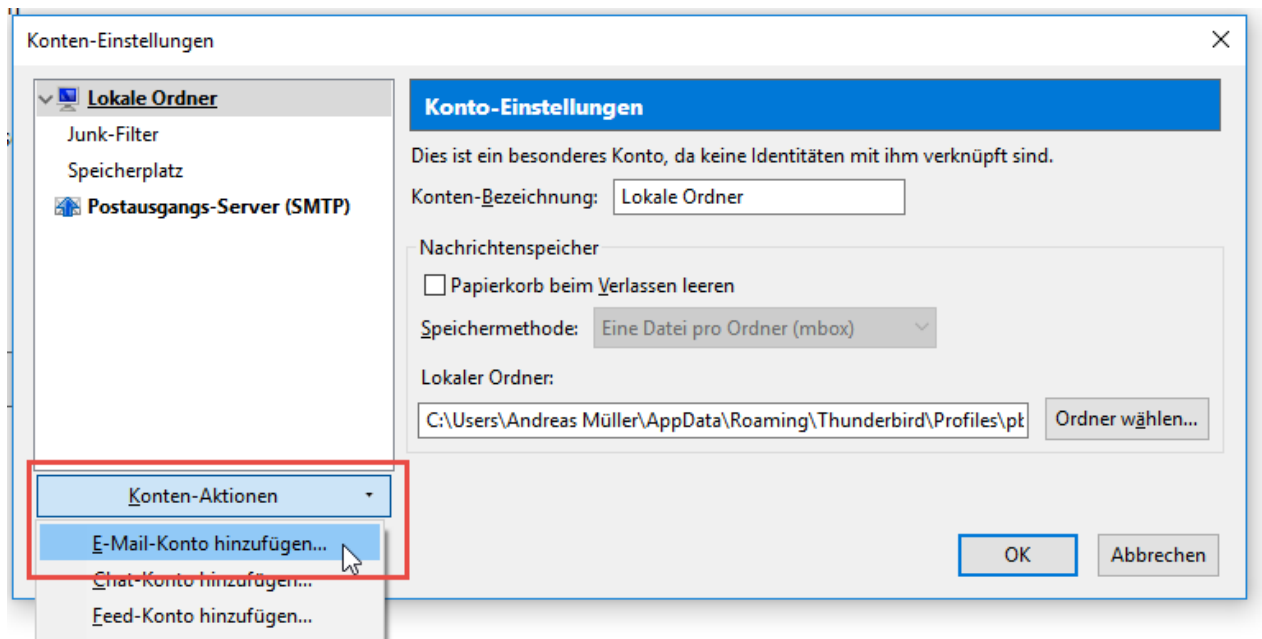 Konten-Einstellungen
Lokale Ordner
Junk-Filter
Speicherplatz
Postausgangs-Server (SMTP)
Konto-Einstellungen
Dies ist ein besonderes Konto, da keine Identitäten mit ihm verknüpft sind.
Konten-Bezeichnung: Lokale Ordner
Nachrichtenspeicher
Papierkorb beim Verlassen leeren
Speichermethode: Eine Datei pro Ordner (mbox)
Lokaler Ordner:
C:\Users\Andreas Müller\AppData\Roaming\Thunderbird\Profiles\ Ordner wählen...
Konten-Aktionen
E-Mail-Konto hinzufügen...
Chat-Konto hinzufügen...
Feed-Konto hinzufügen...
OK Abbrechen